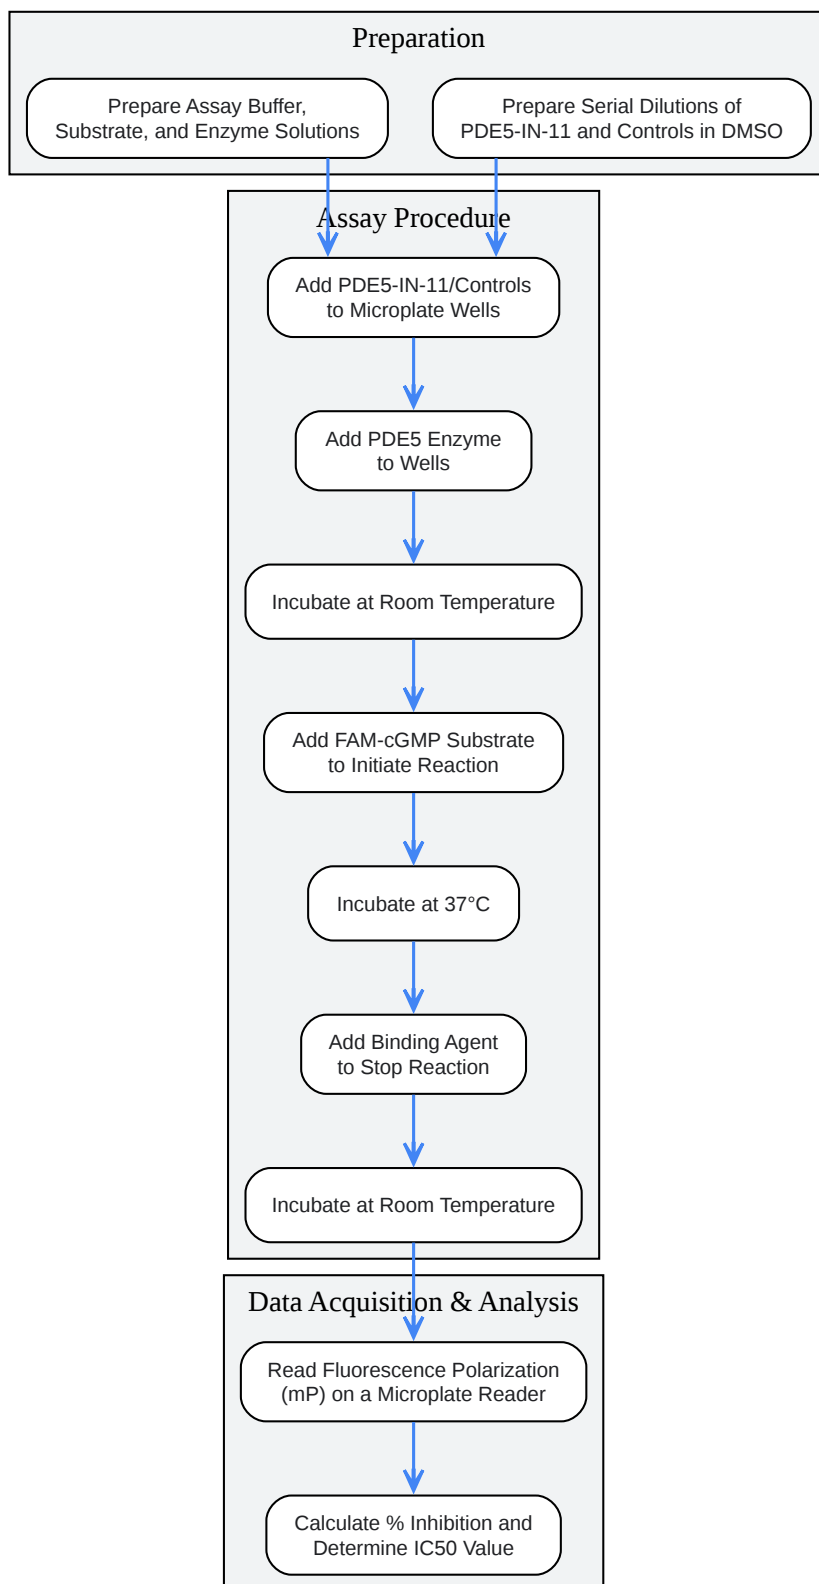 Preparation
Prepare Assay Buffer,
Substrate, and Enzyme Solutions
Prepare Serial Dilutions of
PDE5-IN-11 and Controls in DMSO
Assay Procedure
Add PDE5-IN-11/Controls
to Microplate Wells
Add PDE5 Enzyme
to Wells
Incubate at Room Temperature
Add FAM-cGMP Substrate
to Initiate Reaction
Incubate at 37°C
Add Binding Agent
to Stop Reaction
Incubate at Room Temperature
Data Acquisition & Analysis
Read Fluorescence Polarization
(mP) on a Microplate Reader
Calculate % Inhibition and
Determine IC50 Value